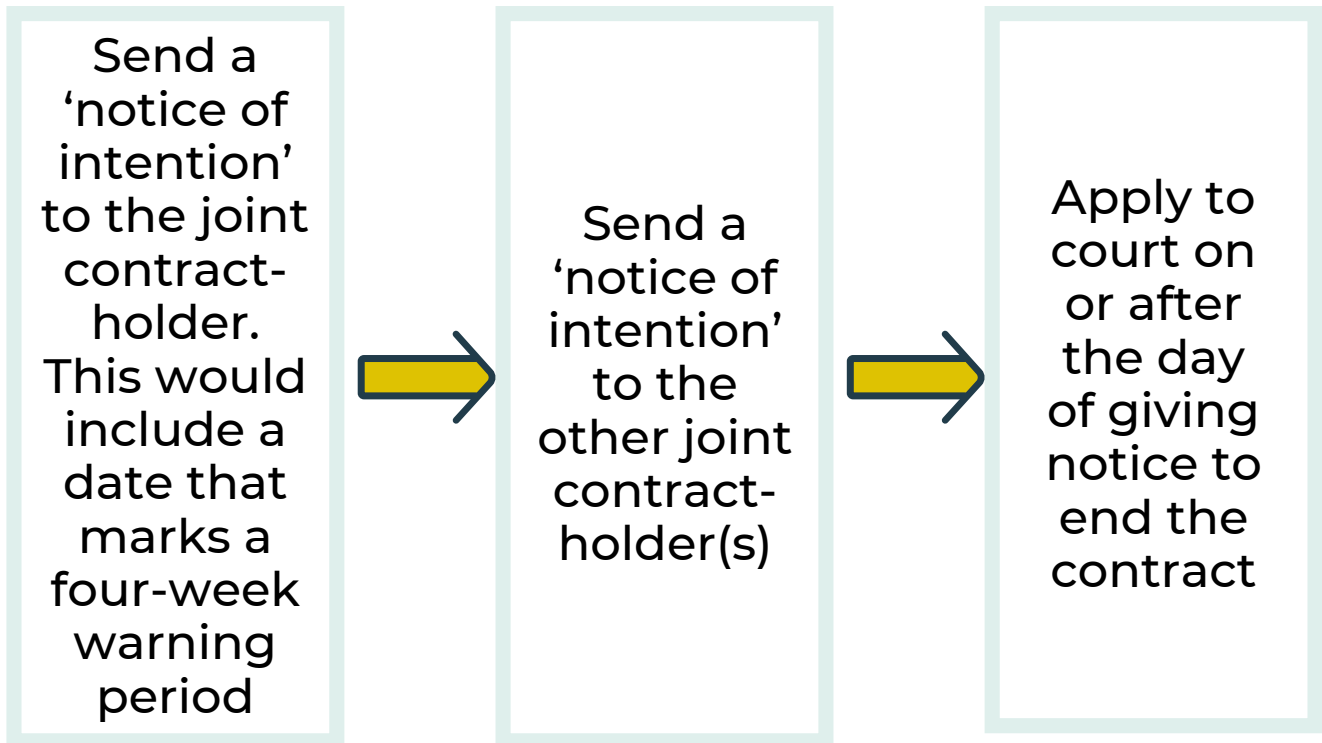 Send a
‘notice of
intention’
to the joint
contract-
holder.
This would
include a
date that
marks a
four-week
warning
period
Send a
‘notice of
intention’
to the
other joint
contract-
holder(s)
Apply to
court on
or after
the day
of giving
notice to
end the
contract